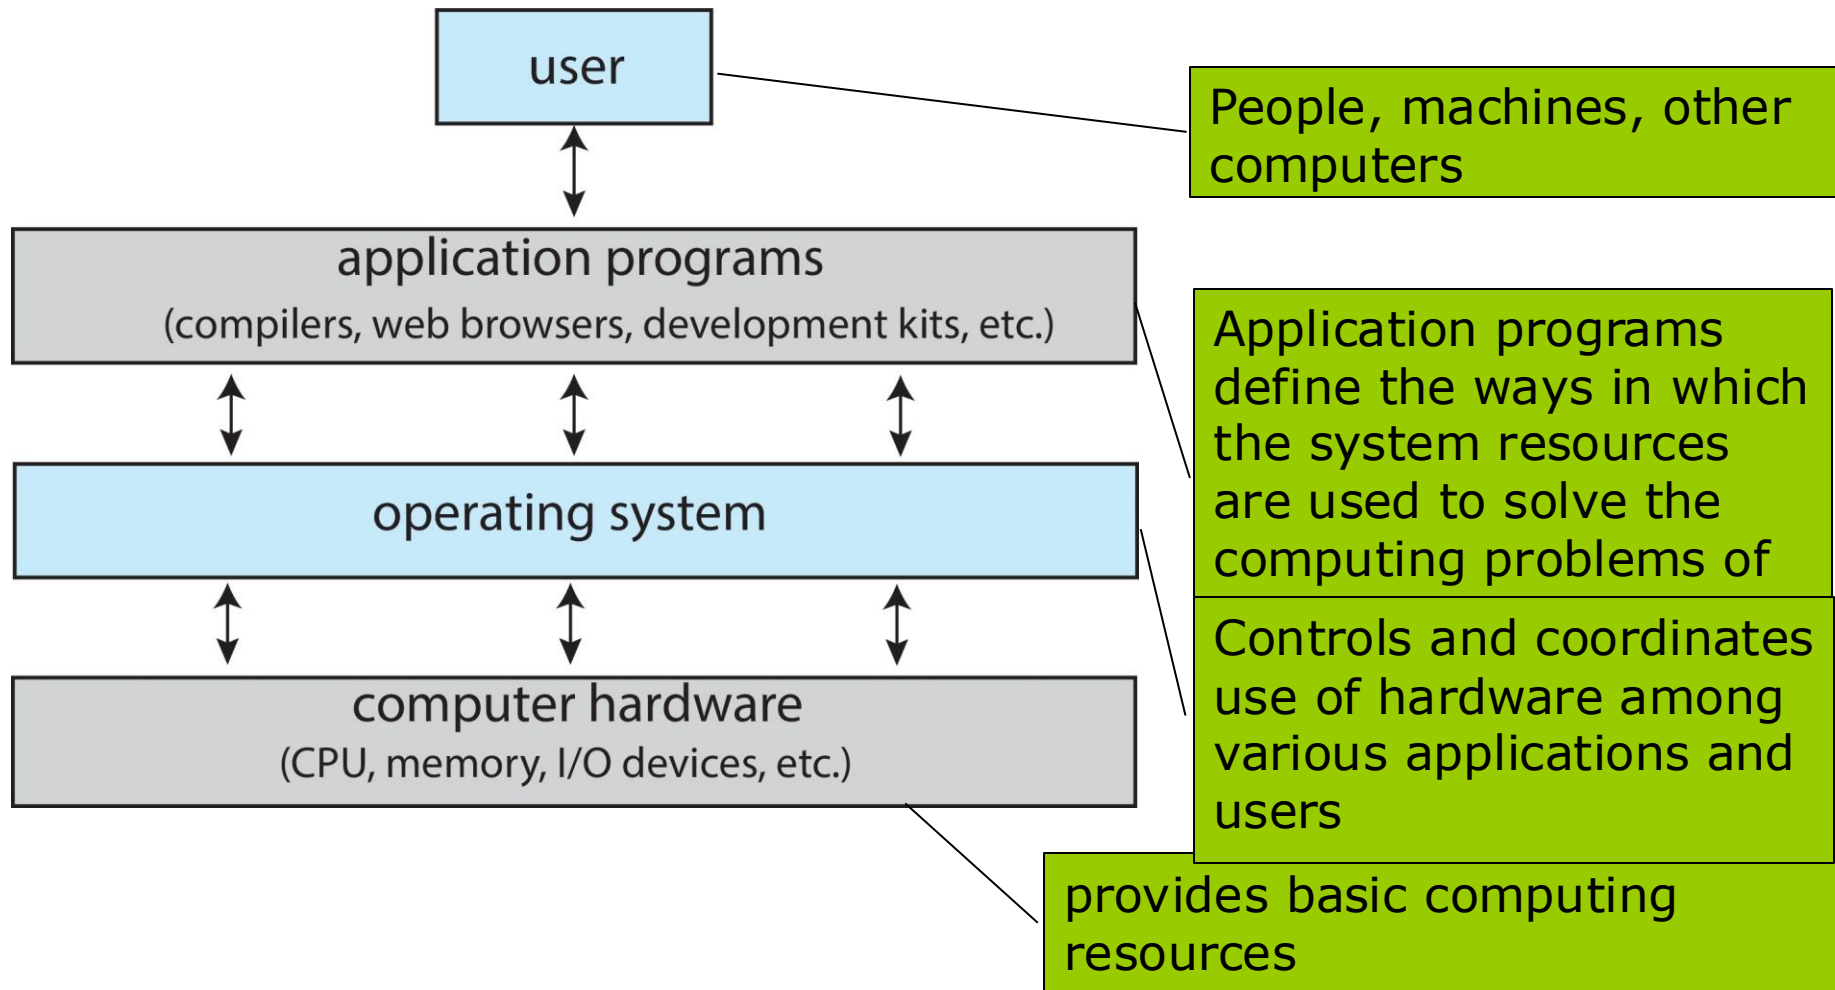 user
People, machines, other
computers
application programs
(compilers, web browsers, development kits, etc.)
Application programs
define the ways in which
the system resources
are used to solve the
computing problems of
operating system
Controls and coordinates
use of hardware among
various applications and
users
computer hardware
(CPU, memory, I/O devices, etc.)
provides basic computing
resources